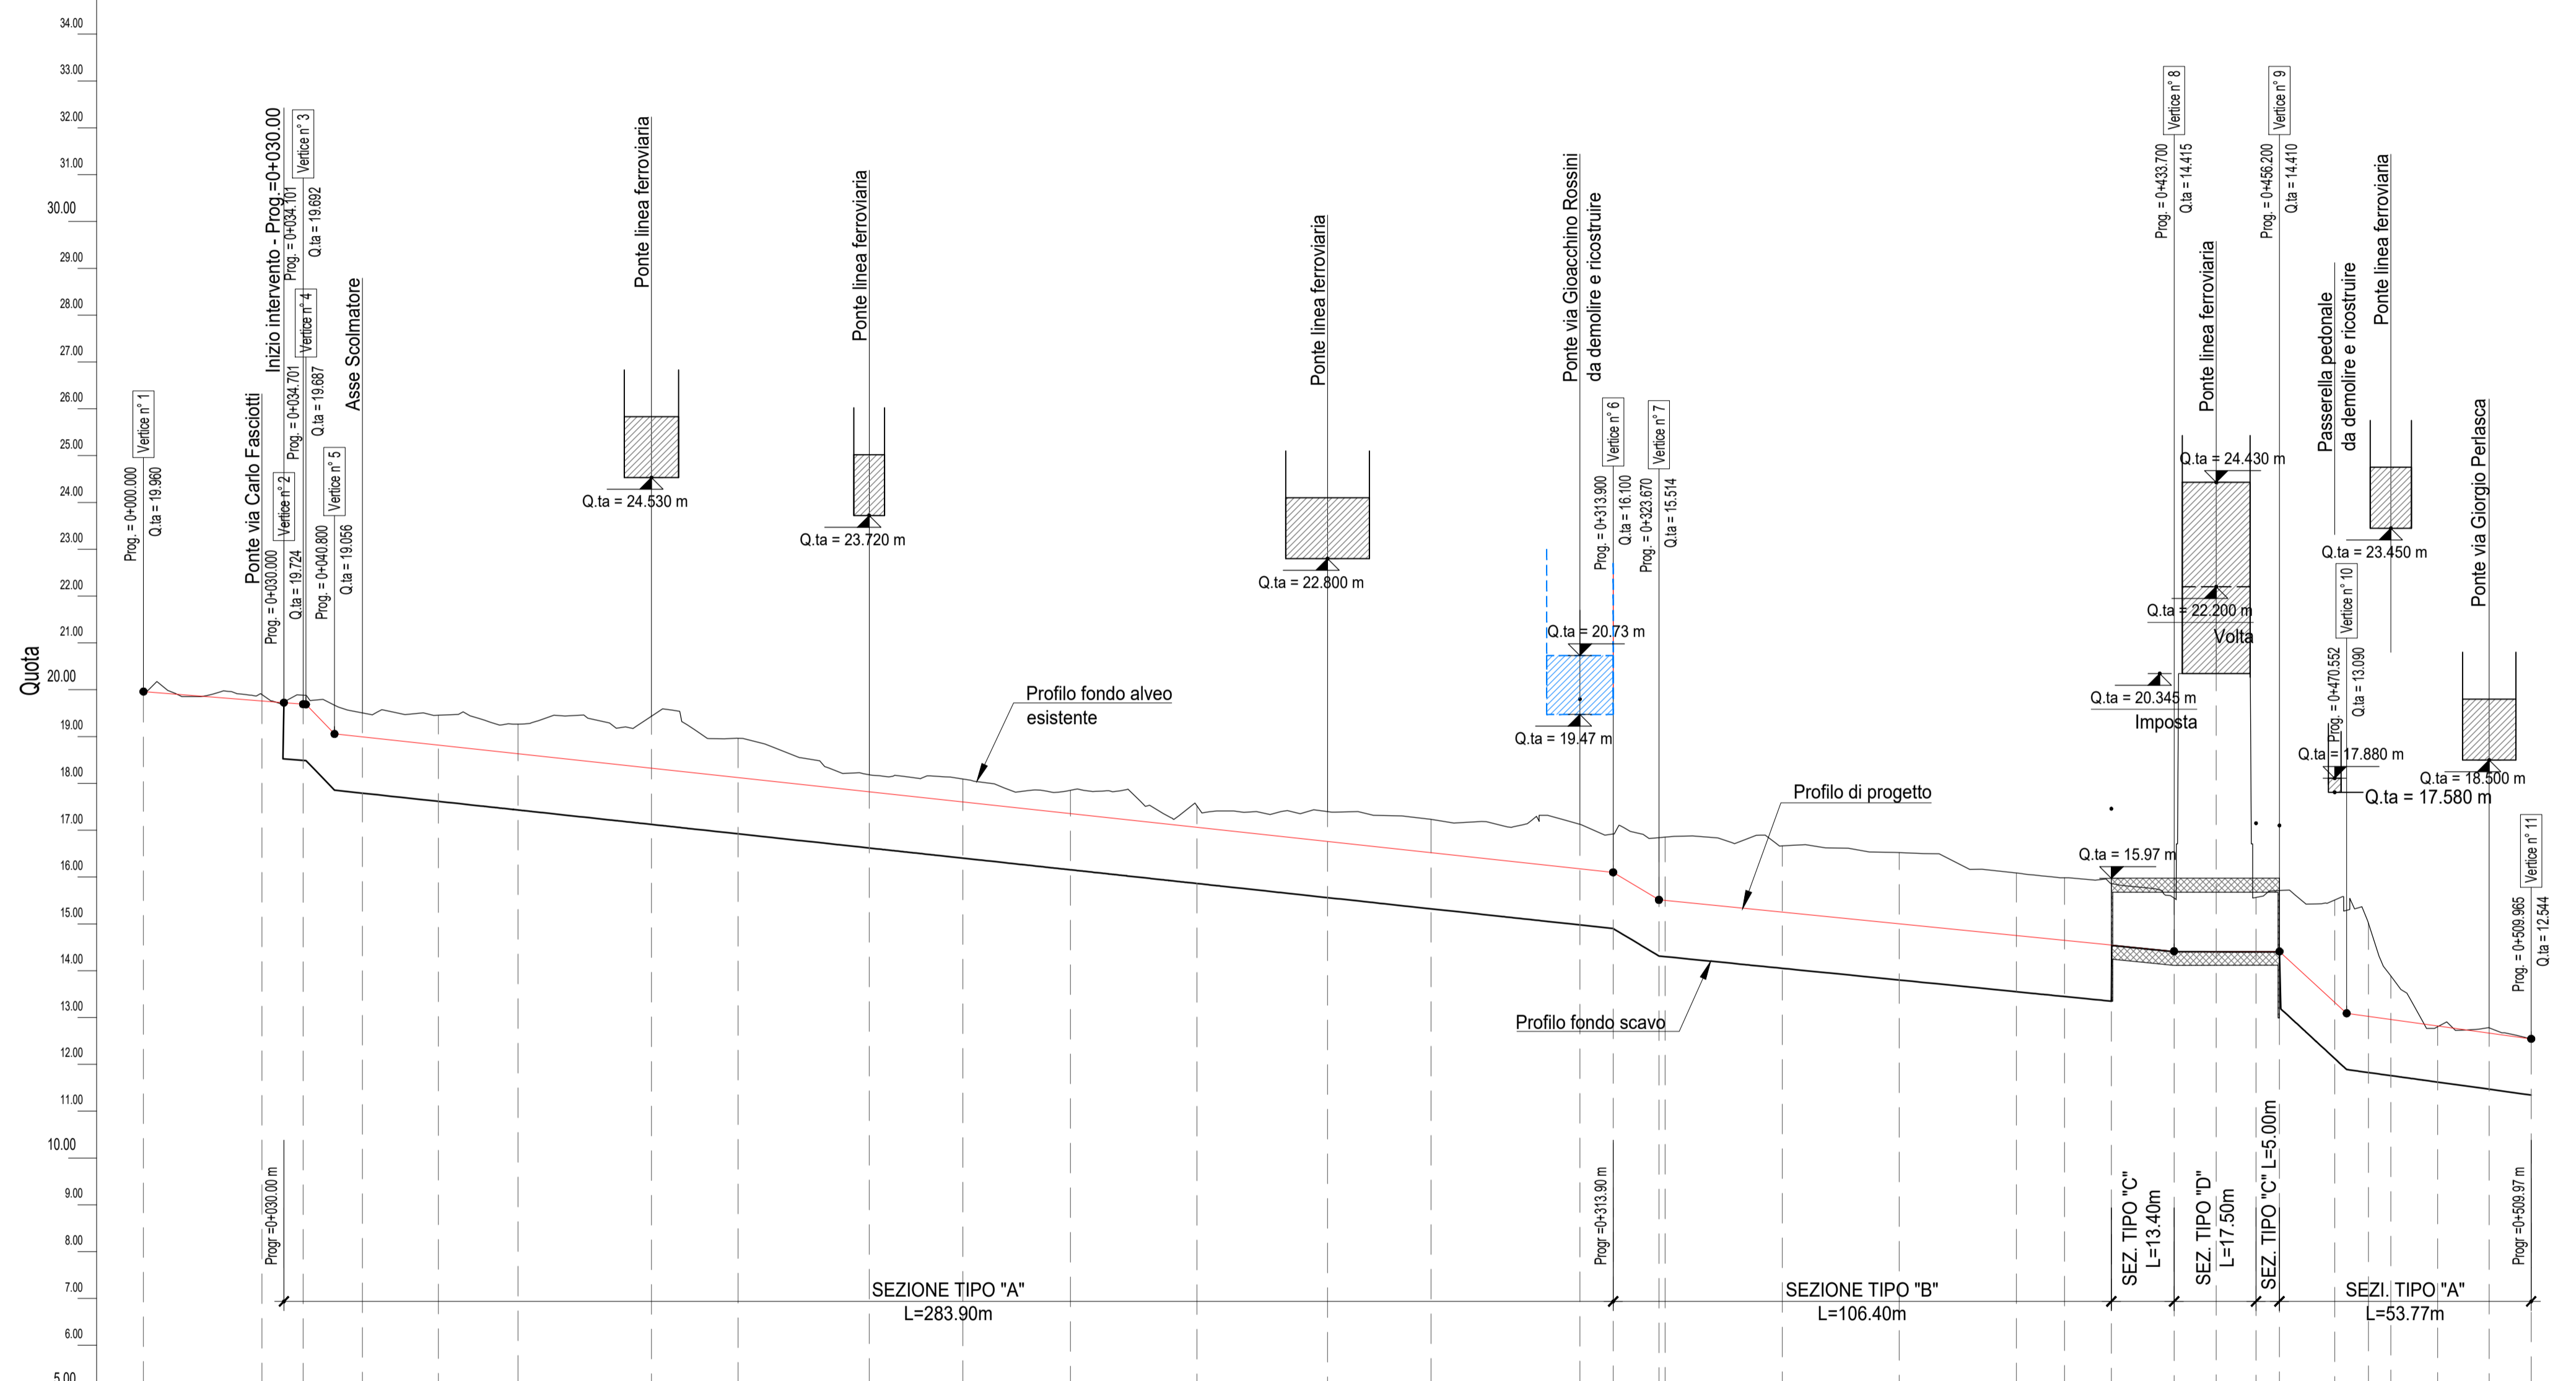 34.00
33.00
32.00
31.00
30.00
29.00
28.00
27.00
26.00
25.00
24.00
23.00
22.00
21.00
20.00
19.00
18.00
17.00
16.00
15.00
14.00
13.00
12.00
11.00
10.00
9.00
8.00
7.00
6.00
5.00
Quota
Vertice n° 1
Prog. = 0+000.000
Q.ta = 19.960
Ponte via Carlo Fasciotti
Inizio intervento - Prog.=0+030.00
Vertice n° 2
Prog. = 0+030.000
Q.ta = 19.724
Vertice n° 3
Prog. = 0+034.101
Q.ta = 19.692
Vertice n° 4
Prog. = 0+034.701
Q.ta = 19.687
Vertice n° 5
Prog. = 0+040.800
Q.ta = 19.056
Asse Scolmatore
Ponte linea ferroviaria
Q.ta = 24.530 m
Ponte linea ferroviaria
Q.ta = 23.720 m
Profilo fondo alveo
esistente
Ponte linea ferroviaria
Q.ta = 22.800 m
Ponte via Gioacchino Rossini
da demolire e ricostruire
Q.ta = 20.73 m
Q.ta = 19.47 m
Vertice n° 6
Prog. = 0+313.900
Q.ta = 16.100
Vertice n° 7
Prog. = 0+323.670
Q.ta = 15.514
Profilo di progetto
Profilo fondo scavo
Q.ta = 15.97 m
Vertice n° 8
Prog. = 0+433.700
Q.ta = 14.415
Ponte linea ferroviaria
Q.ta = 24.430 m
Q.ta = 22.200 m
Volta
Q.ta = 20.345 m
Imposta
Vertice n° 9
Prog. = 0+456.200
Q.ta = 14.410
Passerella pedonale
da demolire e ricostruire
Q.ta = 17.880 m
Q.ta = 17.580 m
Vertice n° 10
Prog. = 0+470.552
Q.ta = 13.090
Ponte linea ferroviaria
Q.ta = 23.450 m
Ponte via Giorgio Perlasca
Q.ta = 18.500 m
Vertice n° 11
Prog. = 0+509.965
Q.ta = 12.544
Progr =0+030.00 m
SEZIONE TIPO "A"
L=283.90m
Progr =0+313.90 m
SEZIONE TIPO "B"
L=106.40m
SEZ. TIPO "C"
L=13.40m
SEZ. TIPO "D"
L=17.50m
SEZ. TIPO "C" L=5.00m
SEZI. TIPO "A"
L=53.77m
Progr =0+509.97 m